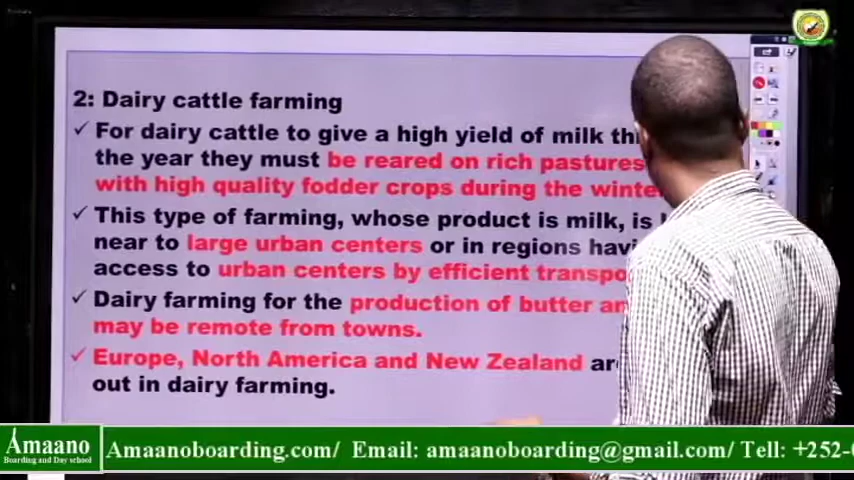 2: Dairy cattle farming
✓ For dairy cattle to give a high yield of milk
the year they must be reared on rich pastures
with high quality fodder crops during the
✓ This type of farming, whose product is milk, is
near to large urban centers or in regions
access to urban centers by efficient
✓ Dairy farming for the production of butter
may be remote from towns.
✓ Europe, North America and New Zealand
out in dairy farming.
Amaano
Boarding and Day school
Amaanoboarding.com/ Email: amaanoboarding@gmail.com/ Tell: +252-